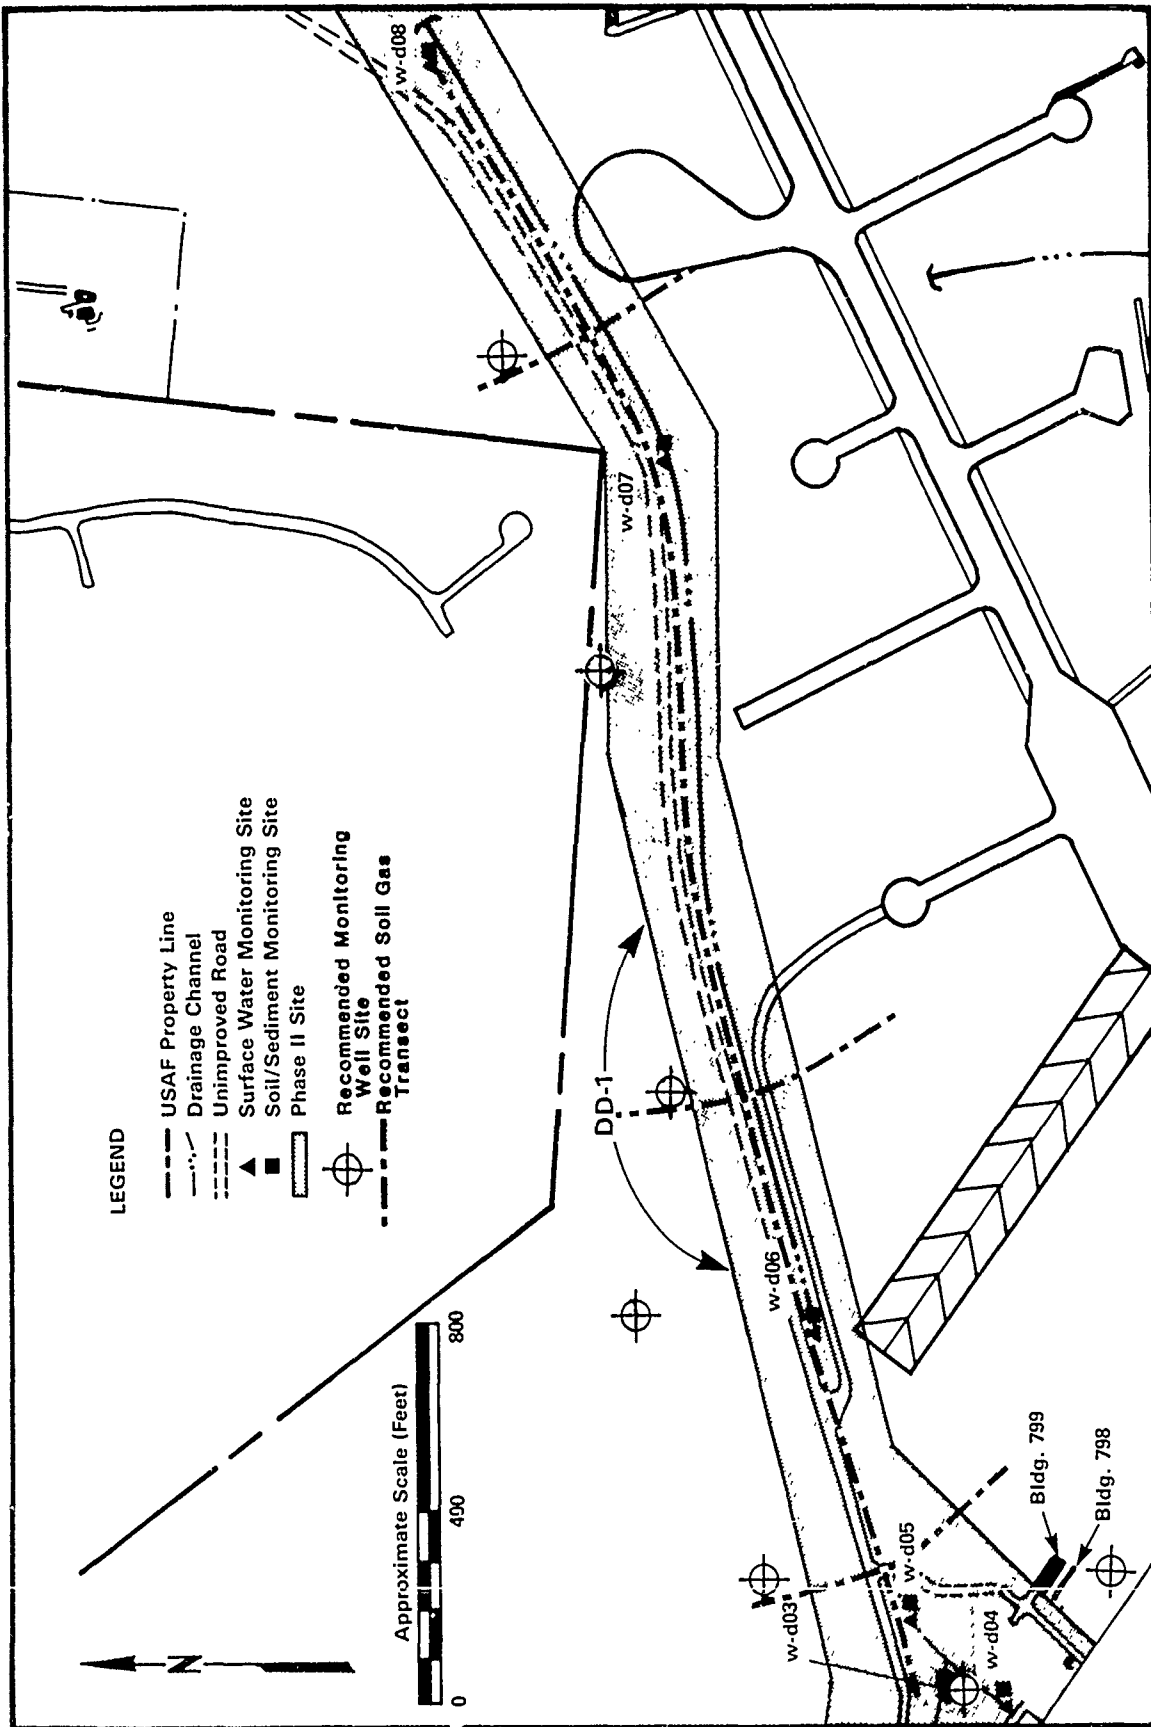 LEGEND
USAF Property Line
Drainage Channel
Unimproved Road
Surface Water Monitoring Site
Soil/Sediment Monitoring Site
Phase II Site
Recommended Monitoring
Well Site
Recommended Soil Gas
Transect
N
Approximate Scale (Feet)
0 400 800
DD-1
w-d08
w-d07
w-d06
w-d05
w-d03
w-d04
Bldg. 799
Bldg. 798